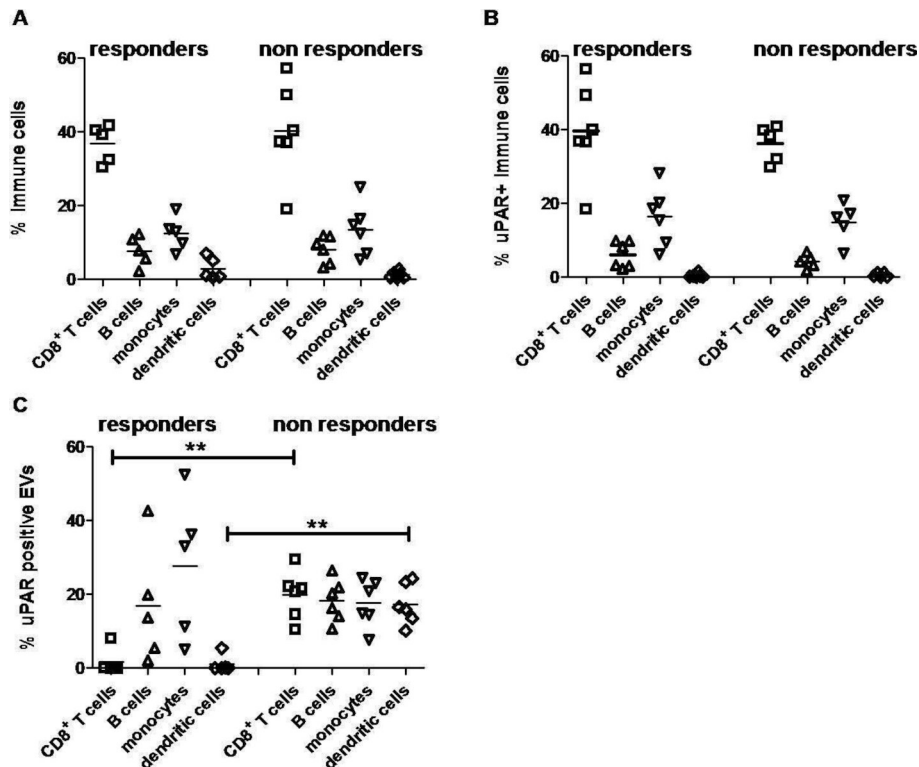 A
responders
non responders
% Immune cells
60
40
20
0
CD8+ T cells
B cells
monocytes
dendritic cells
CD8+ T cells
B cells
monocytes
dendritic cells
B
responders
non responders
% uPAR+ Immune cells
60
40
20
0
CD8+ T cells
B cells
monocytes
dendritic cells
CD8+ T cells
B cells
monocytes
dendritic cells
C
responders
non responders
% uPAR positive EVs
60
40
20
0
**
**
CD8+ T cells
B cells
monocytes
dendritic cells
CD8+ T cells
B cells
monocytes
dendritic cells